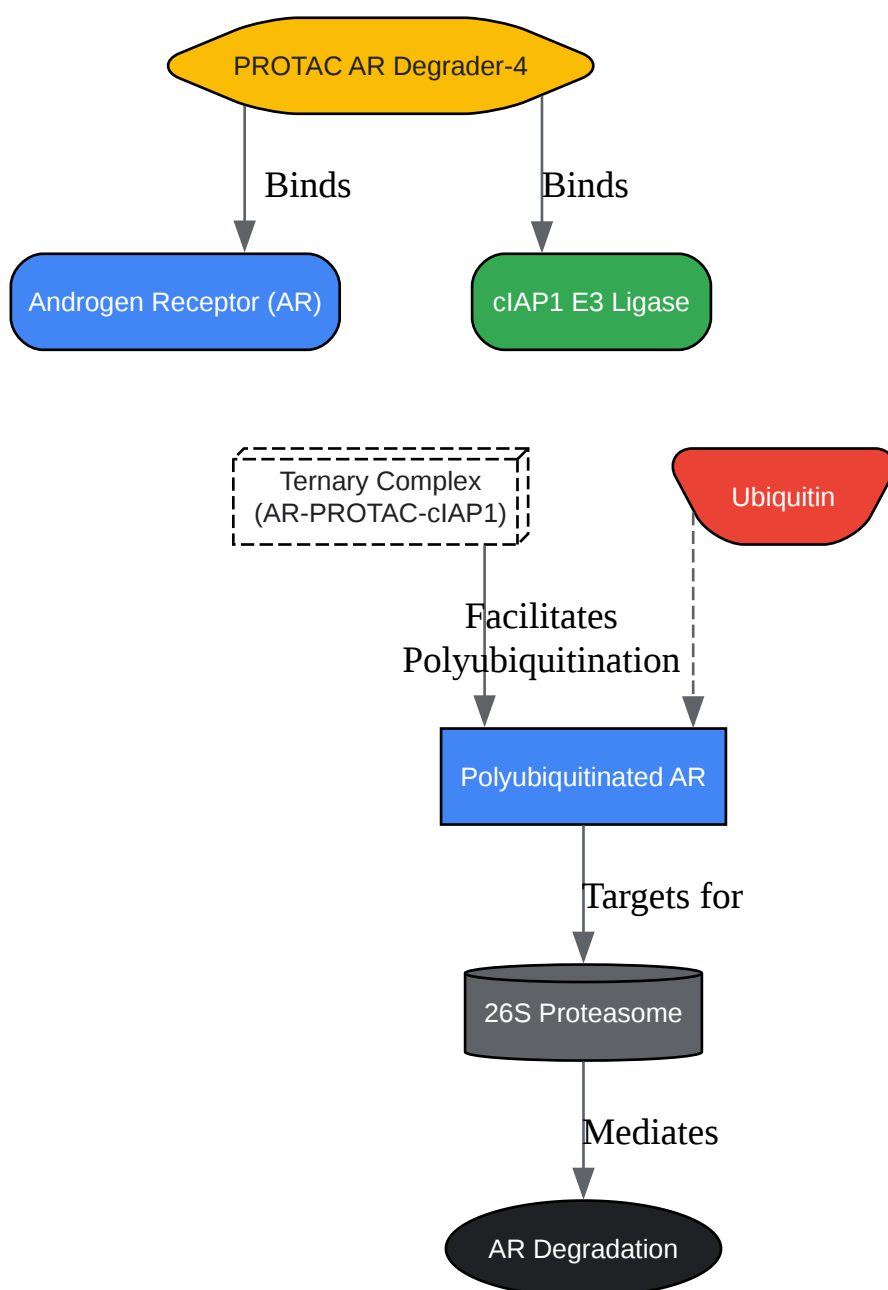 PROTAC AR Degrader-4
Binds
Binds
Androgen Receptor (AR)
cIAP1 E3 Ligase
Ternary Complex
(AR-PROTAC-cIAP1)
Ubiquitin
Facilitates
Polyubiquitination
Polyubiquitinated AR
Targets for
26S Proteasome
Mediates
AR Degradation